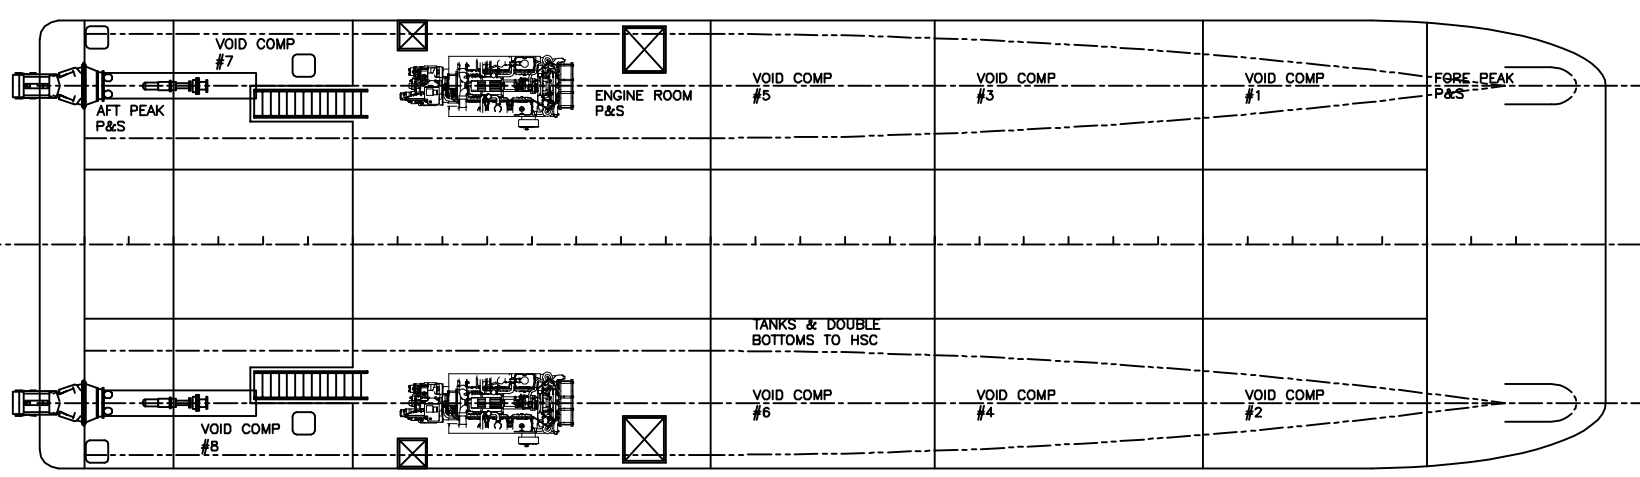 VOID COMP
#7
AFT PEAK
P&S
ENGINE ROOM
P&S
VOID COMP
#5
VOID COMP
#3
VOID COMP
#1
FORE PEAK
P&S
TANKS & DOUBLE
BOTTOMS TO HSC
VOID COMP
#8
VOID COMP
#6
VOID COMP
#4
VOID COMP
#2